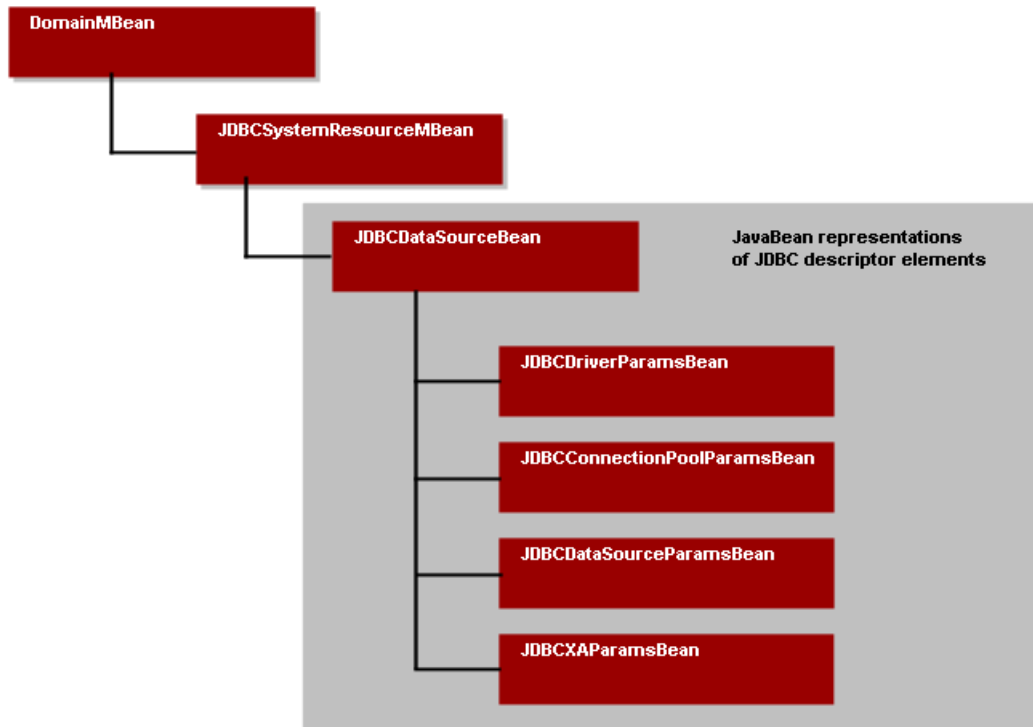 DomainMBean
JDBCSystemResourceMBean
JDBCDataSourceBean
JavaBean representations
of JDBC descriptor elements
JDBCDriverParamsBean
JDBCConnectionPoolParamsBean
JDBCDataSourceParamsBean
JDBCXAParamsBean